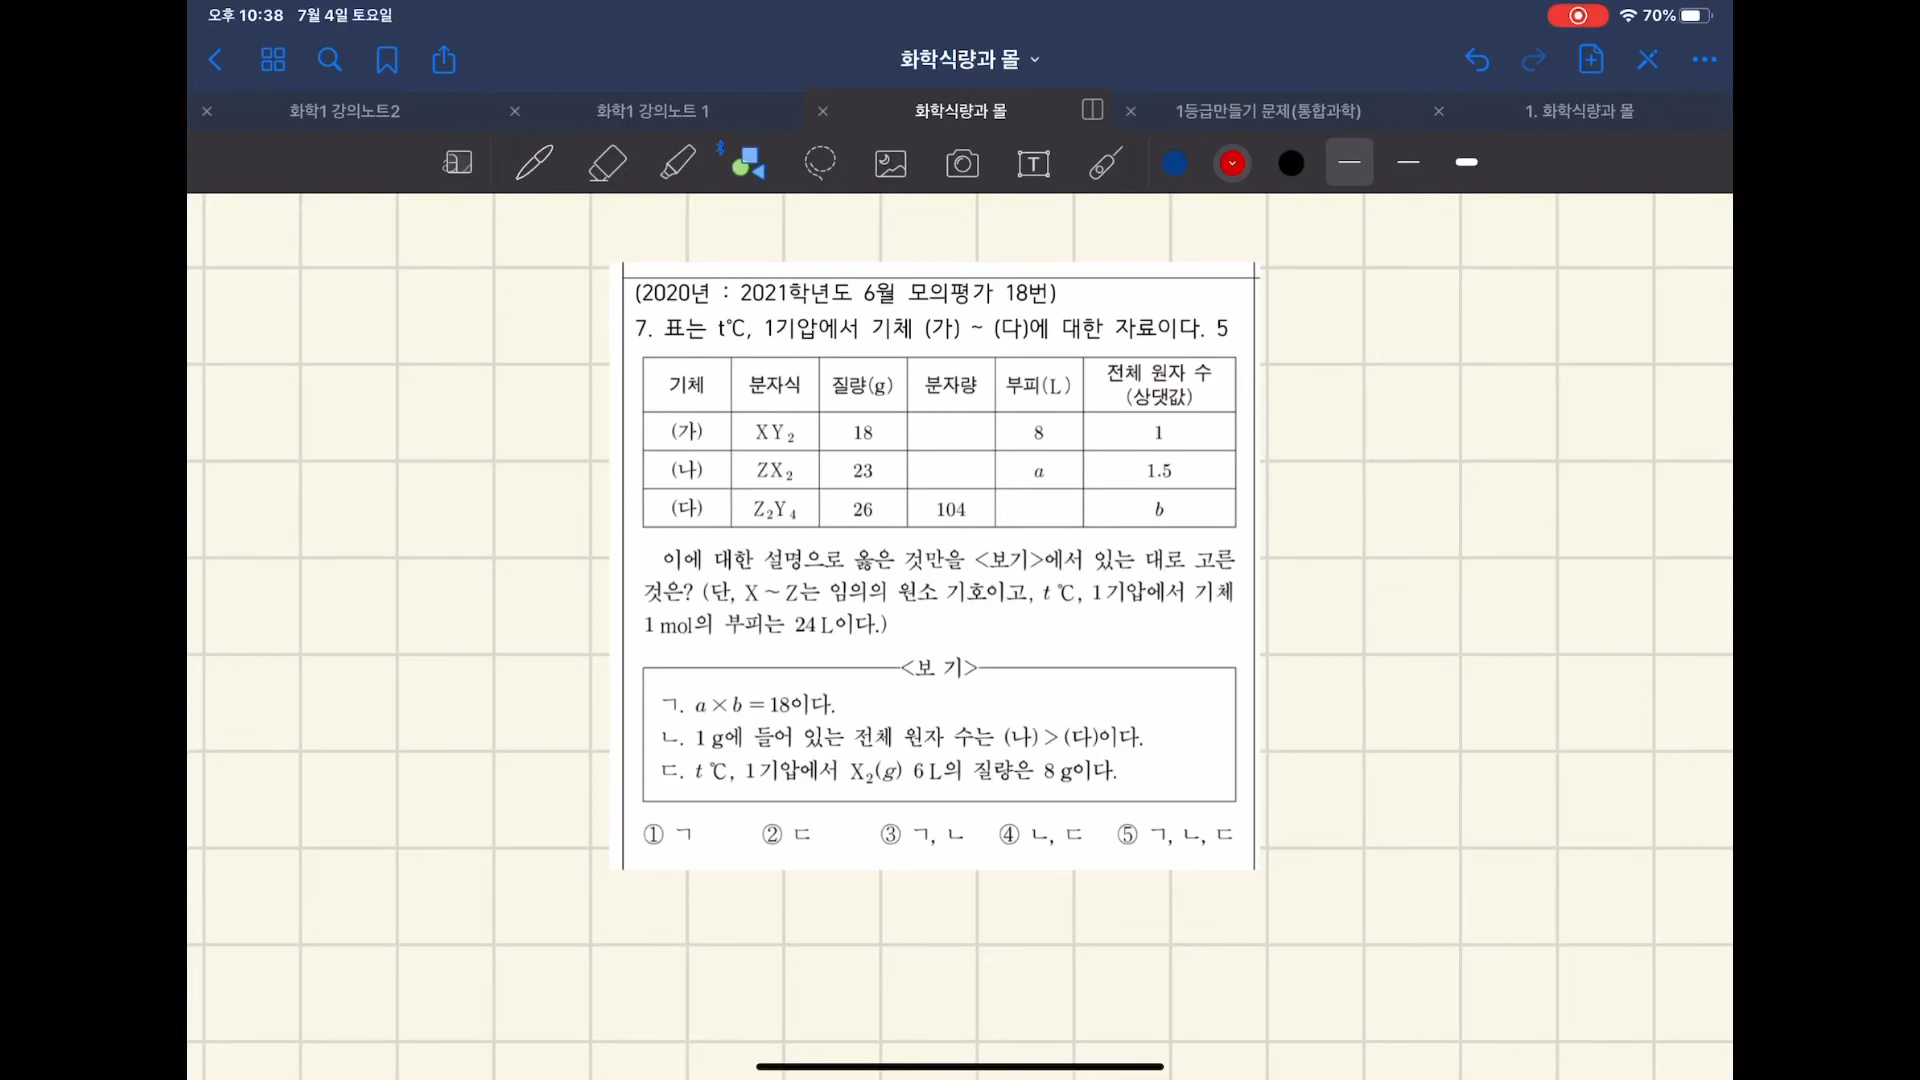 오후 10:38 7월 4일 토요일
70%
화학식량과 몰
화학1 강의노트2
화학1 강의노트 1
화학식량과 몰
1등급만들기 문제(통합과학)
1. 화학식량과 몰
(2020년 : 2021학년도 6월 모의평가 18번)
7. 표는 t℃, 1기압에서 기체 (가) ~ (다)에 대한 자료이다. 5
기체 분자식 질량(g) 분자량 부피(L) 전체 원자 수 (상댓값)
(가) XY₂ 18 8 1
(나) ZX₂ 23 a 1.5
(다) Z₂Y₄ 26 104 b
이에 대한 설명으로 옳은 것만을 <보기>에서 있는 대로 고른
것은? (단, X ~ Z는 임의의 원소 기호이고, t ℃, 1기압에서 기체
1 mol의 부피는 24 L이다.)
<보 기>
ㄱ. a × b = 18이다.
ㄴ. 1 g에 들어 있는 전체 원자 수는 (나) > (다)이다.
ㄷ. t ℃, 1기압에서 X₂(g) 6 L의 질량은 8 g이다.
① ㄱ ② ㄷ ③ ㄱ, ㄴ ④ ㄴ, ㄷ ⑤ ㄱ, ㄴ, ㄷ